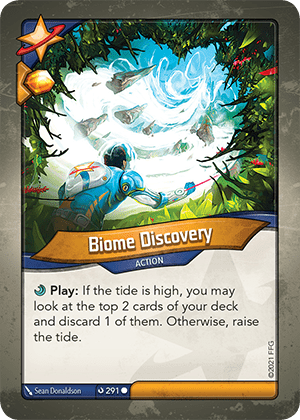 Biome Discovery
ACTION
Play: If the tide is high, you may
look at the top 2 cards of your deck
and discard 1 of them. Otherwise, raise
the tide.
©2021 FFG
Sean Donaldson
291